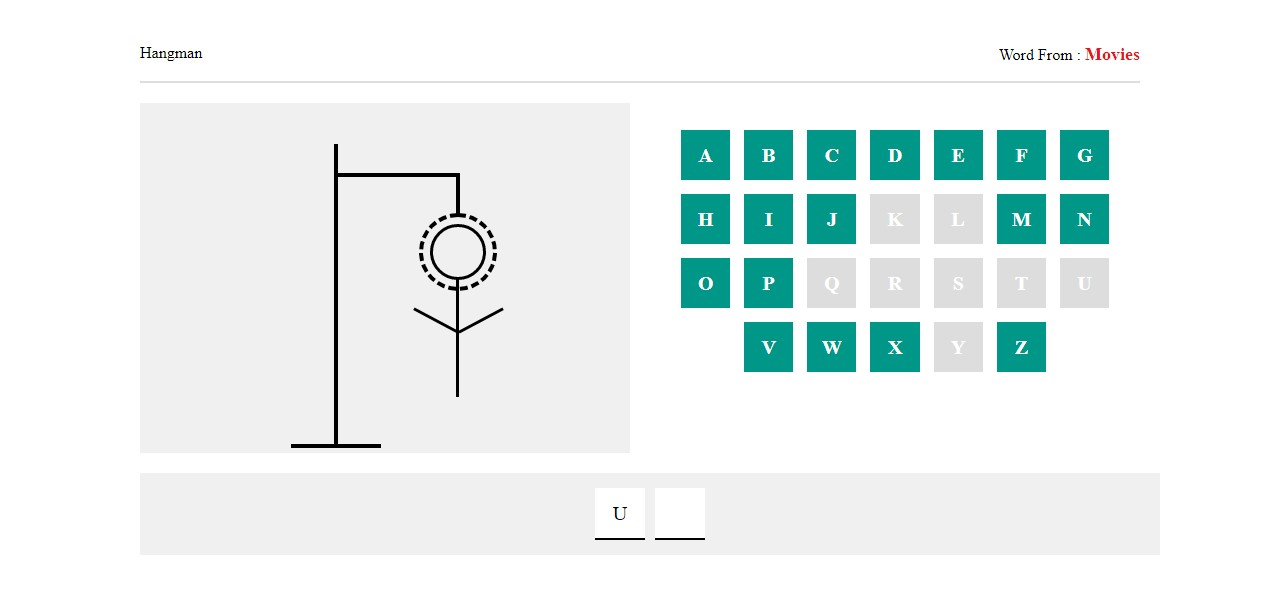 Hangman
Word From : Movies
A B C D E F G
H I J K L M N
O P Q R S T U
V W X Y Z
U